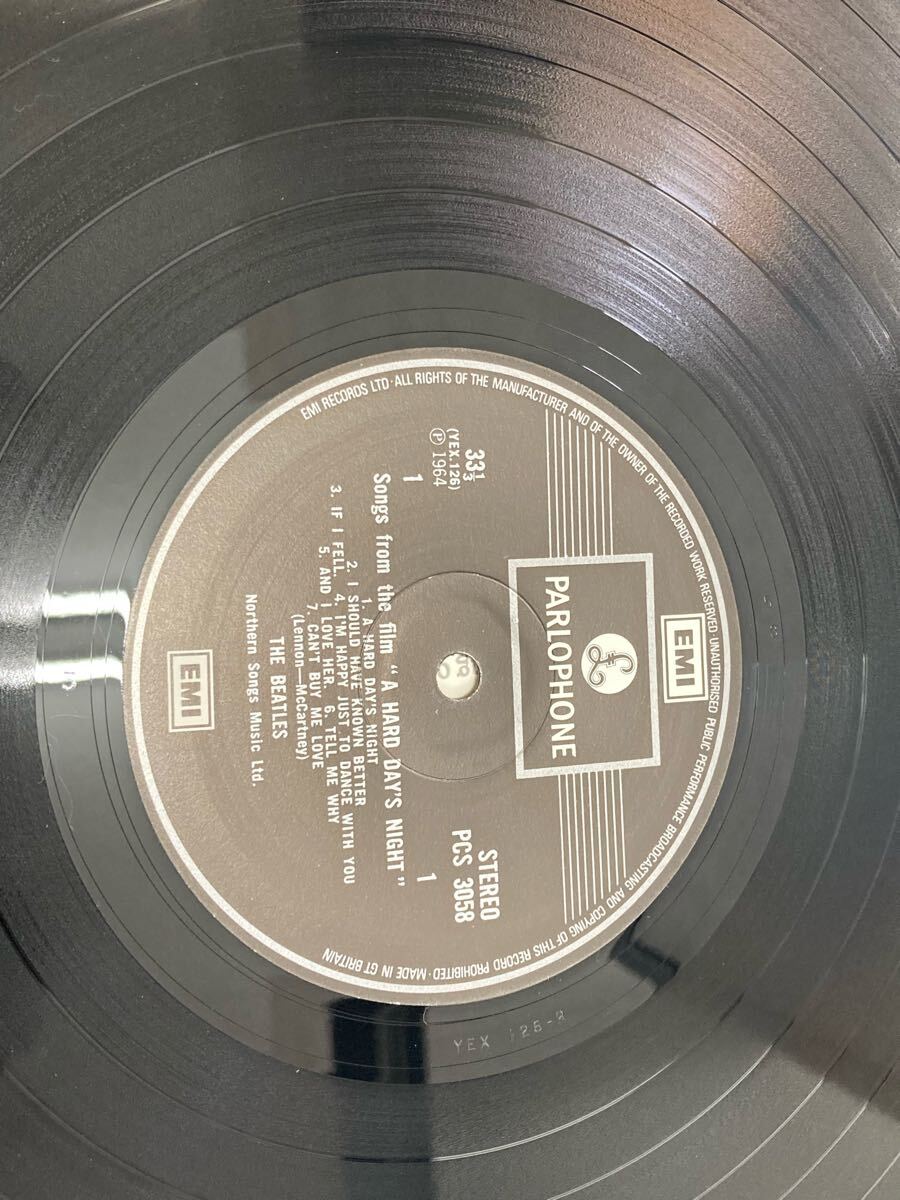 EMI RECORDS LTD · ALL RIGHTS OF THE MANUFACTURER AND OF THE OWNER OF THE RECORDED WORK RESERVED · UNAUTHORISED PUBLIC PERFORMANCE BROADCASTING AND COPYING OF THIS RECORD PROHIBITED · MADE IN GT BRITAIN
EMI
£
PARLOPHONE
33⅓
(YEX.126)
Ⓟ 1964
STEREO
PCS 3058
1
1
Songs from the film "A HARD DAY'S NIGHT"
1. A HARD DAY'S NIGHT
2. I SHOULD HAVE KNOWN BETTER
3. IF I FELL. 4. I'M HAPPY JUST TO DANCE WITH YOU
5. AND I LOVE HER. 6. TELL ME WHY
7. CAN'T BUY ME LOVE
(Lennon—McCartney)
THE BEATLES
Northern Songs Music Ltd.
EMI